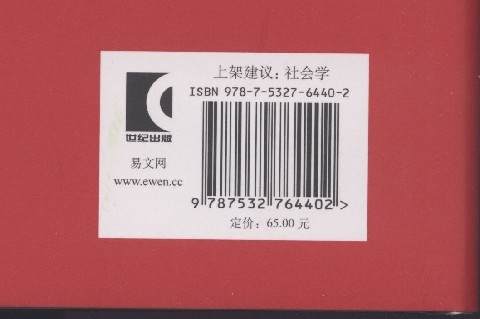 上架建议：社会学
ISBN 978-7-5327-6440-2
世纪出版
易文网
www.ewen.cc
9 787532 764402 >
定价：65.00 元